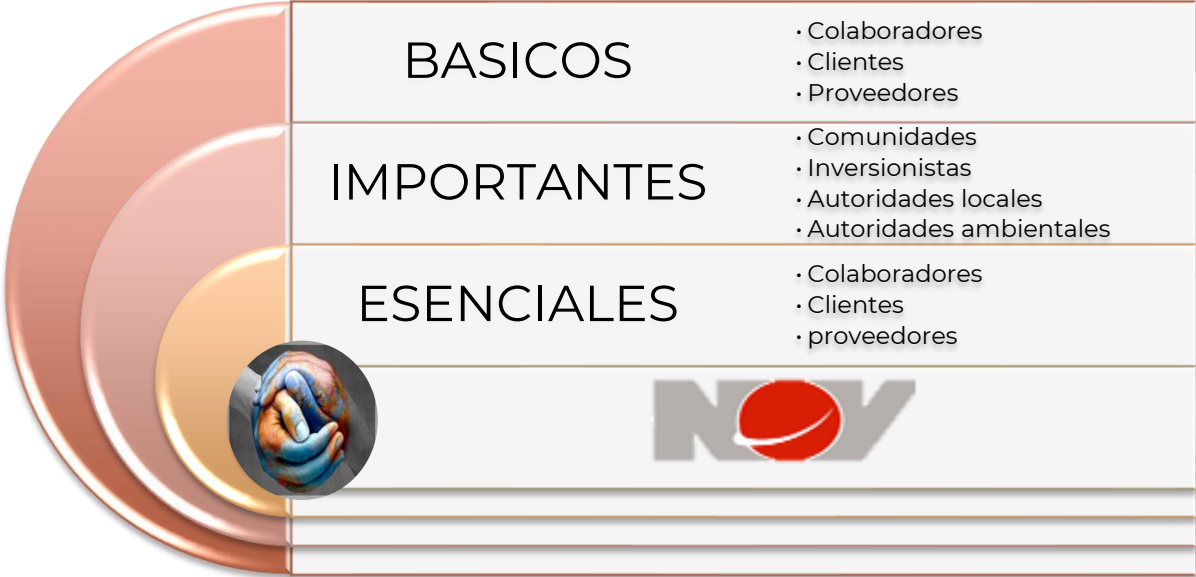 BASICOS
• Colaboradores
• Clientes
• Proveedores
IMPORTANTES
• Comunidades
• Inversionistas
• Autoridades locales
• Autoridades ambientales
ESENCIALES
• Colaboradores
• Clientes
• proveedores
NOV